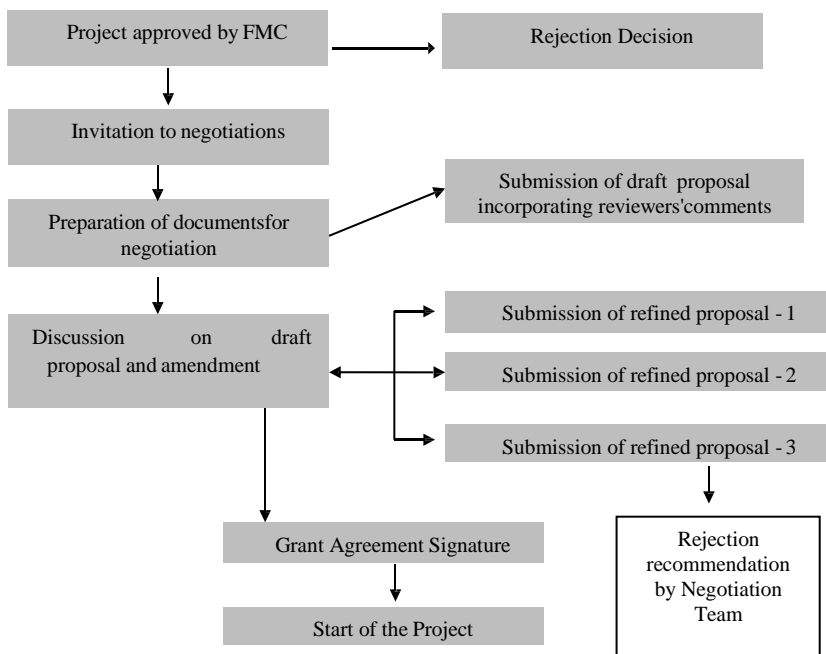 Project approved by FMC
Rejection Decision
Invitation to negotiations
Submission of draft proposal
incorporating reviewers'comments
Preparation of documentsfor
negotiation
Discussion on draft
proposal and amendment
Submission of refined proposal - 1
Submission of refined proposal - 2
Submission of refined proposal - 3
Grant Agreement Signature
Start of the Project
Rejection
recommendation
by Negotiation
Team